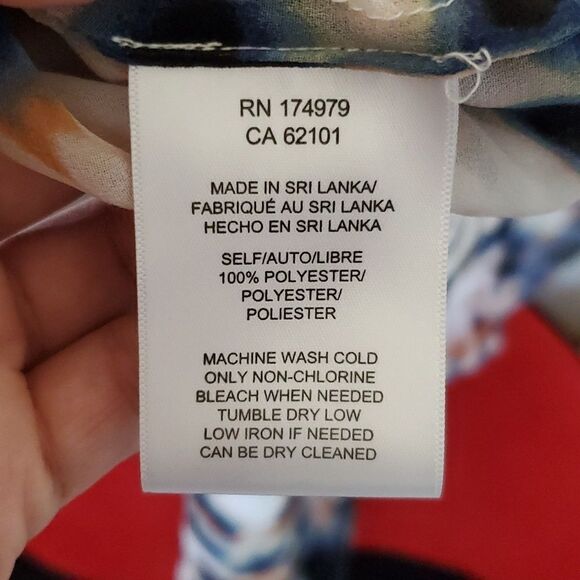 RN 174979
CA 62101
MADE IN SRI LANKA/
FABRIQUÉ AU SRI LANKA
HECHO EN SRI LANKA
SELF/AUTO/LIBRE
100% POLYESTER/
POLYESTER/
POLIESTER
MACHINE WASH COLD
ONLY NON-CHLORINE
BLEACH WHEN NEEDED
TUMBLE DRY LOW
LOW IRON IF NEEDED
CAN BE DRY CLEANED